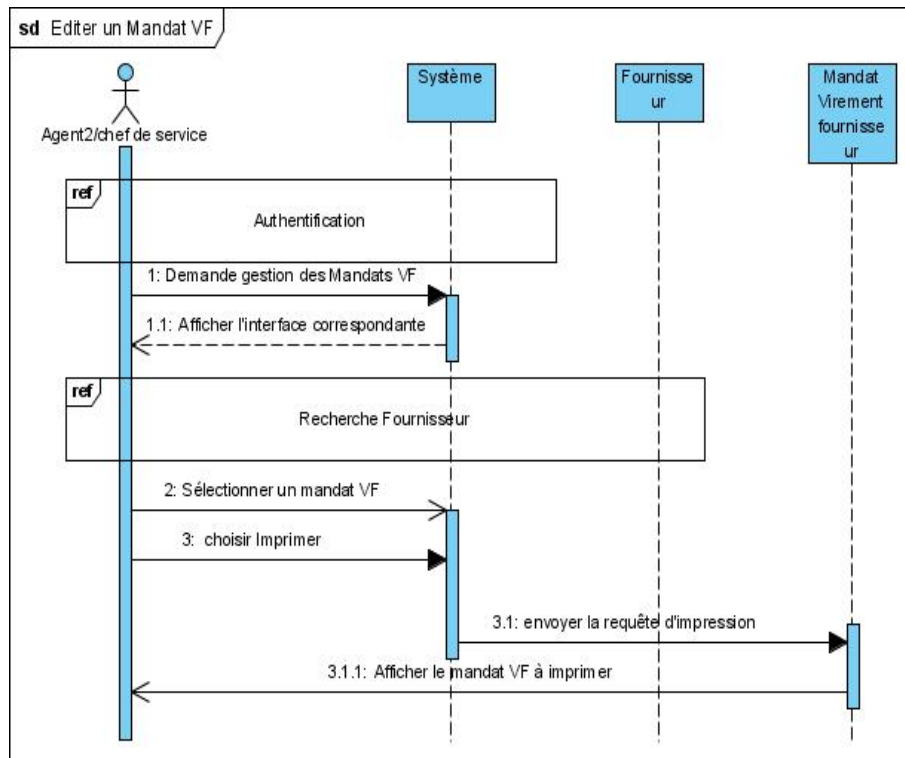 sd Editer un Mandat VF
Agent2/chef de service
Système
Fournisse
ur
Mandat
Virement
fournisse
ur
ref
Authentification
1: Demande gestion des Mandats VF
1.1: Afficher l'interface correspondante
ref
Recherche Fournisseur
2: Sélectionner un mandat VF
3: choisir Imprimer
3.1: envoyer la requête d'impression
3.1.1: Afficher le mandat VF à imprimer